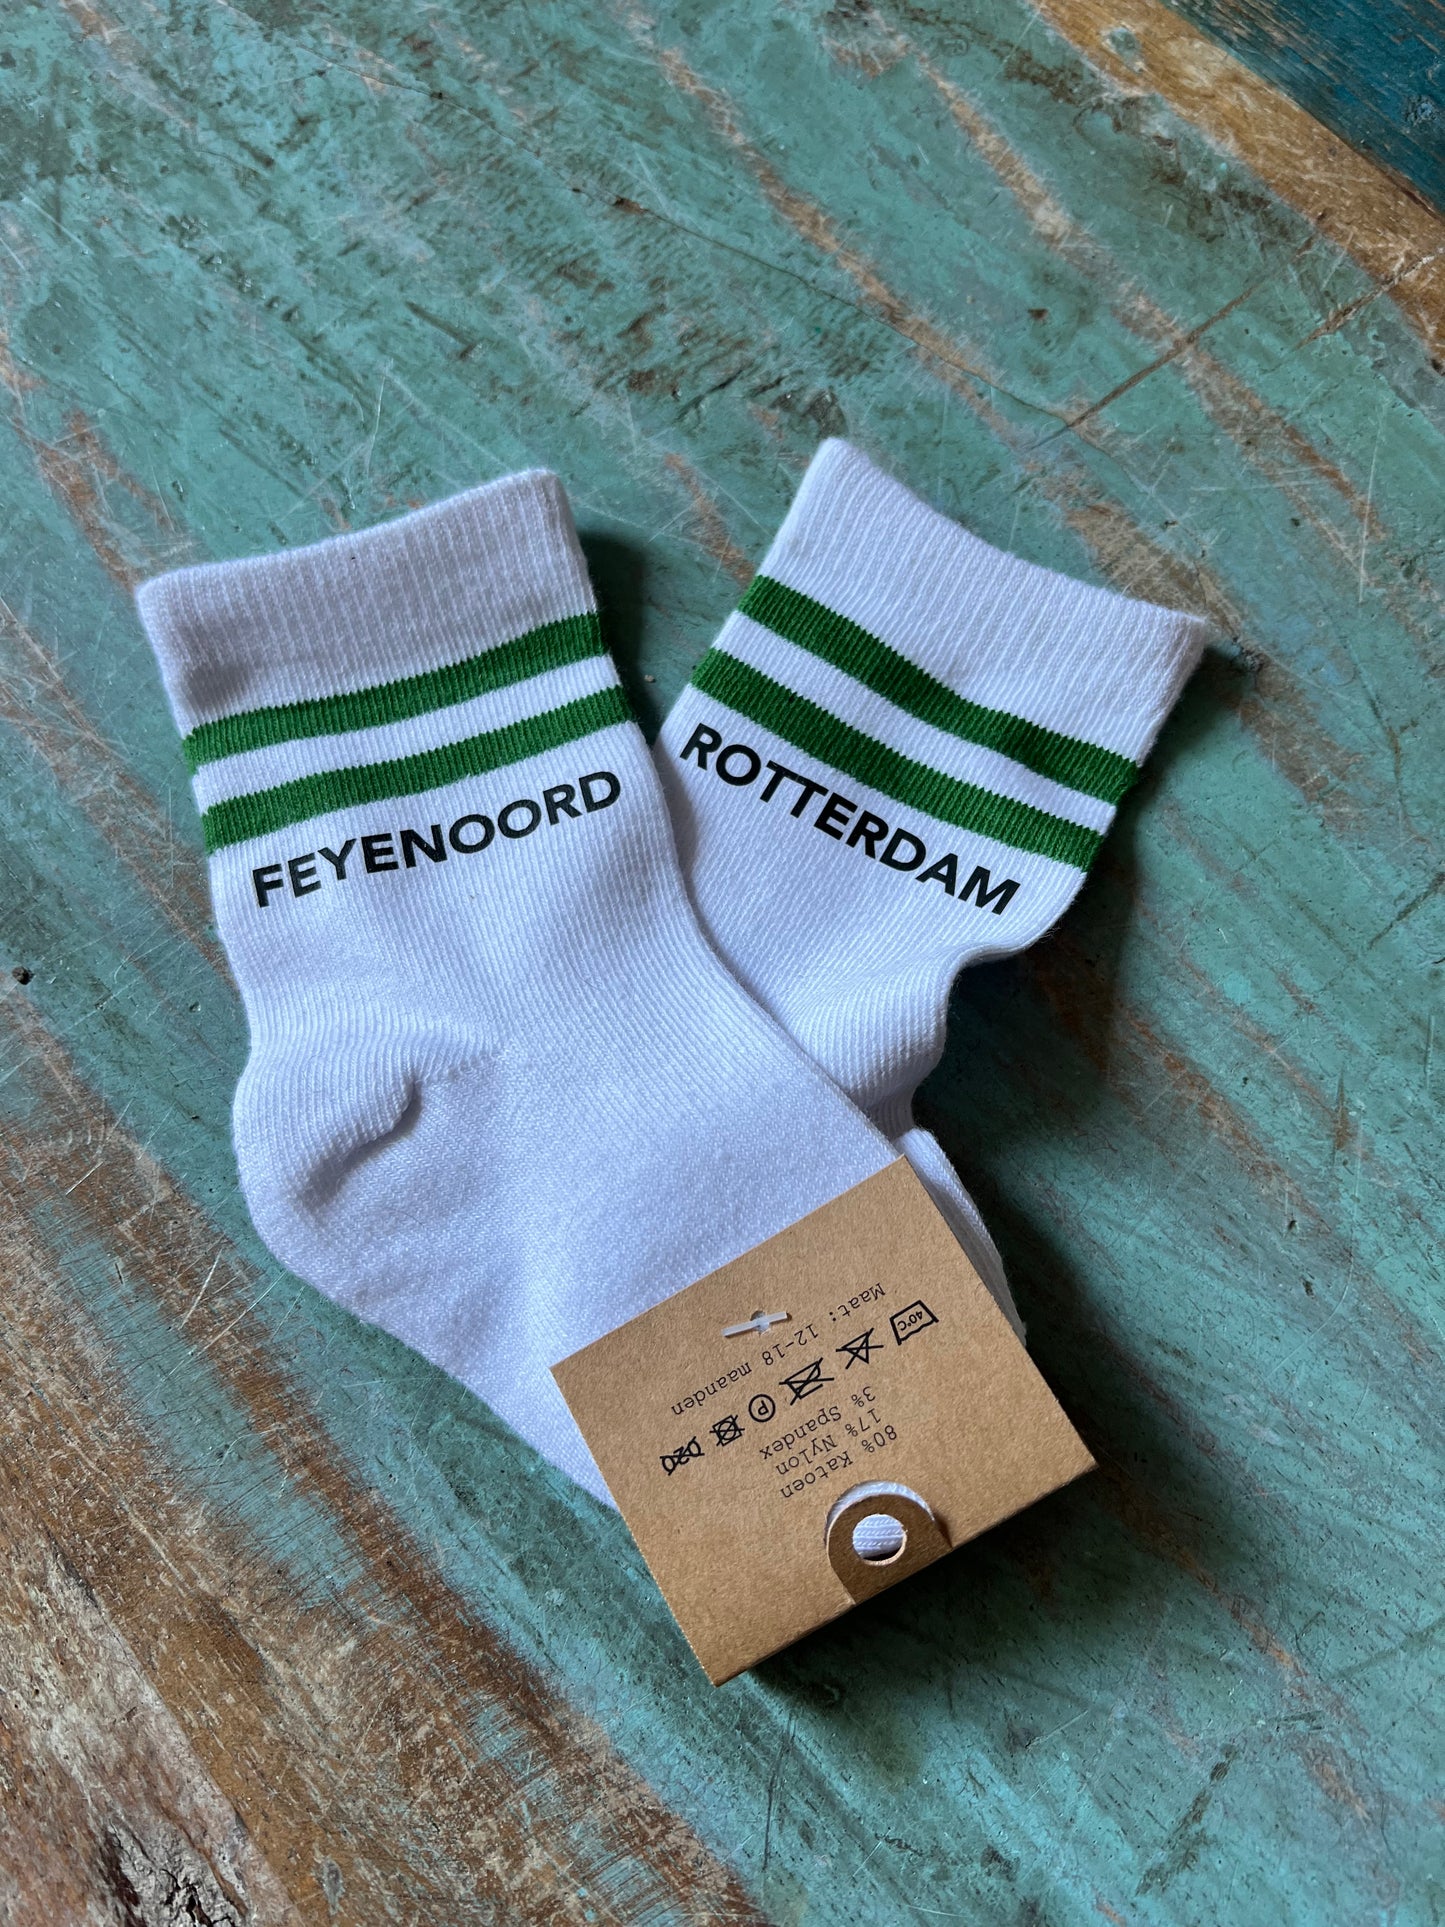 FEYENOORD
ROTTERDAM
Maat: 12-18 maanden
40°C
P
80% Katoen
17% Nylon
3% Spandex